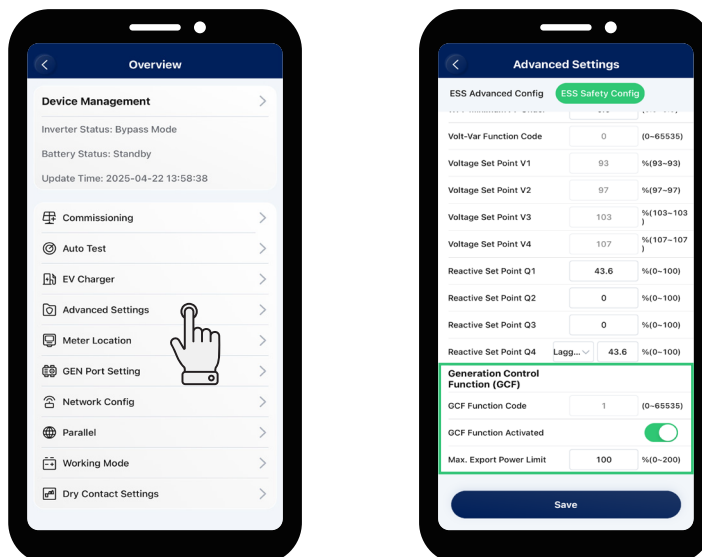 Overview
Device Management
Inverter Status: Bypass Mode
Battery Status: Standby
Update Time: 2025-04-22 13:58:38
Commissioning
Auto Test
EV Charger
Advanced Settings
Meter Location
GEN Port Setting
Network Config
Parallel
Working Mode
Dry Contact Settings
Advanced Settings
ESS Advanced Config ESS Safety Config
Volt-Var Function Code 0 (0~65535)
Voltage Set Point V1 93 %(93~93)
Voltage Set Point V2 97 %(97~97)
Voltage Set Point V3 103 %(103~103
)
Voltage Set Point V4 107 %(107~107
)
Reactive Set Point Q1 43.6 %(0~100)
Reactive Set Point Q2 0 %(0~100)
Reactive Set Point Q3 0 %(0~100)
Reactive Set Point Q4 Lagg... 43.6 %(0~100)
Generation Control
Function (GCF)
GCF Function Code 1 (0~65535)
GCF Function Activated
Max. Export Power Limit 100 %(0~200)
Save